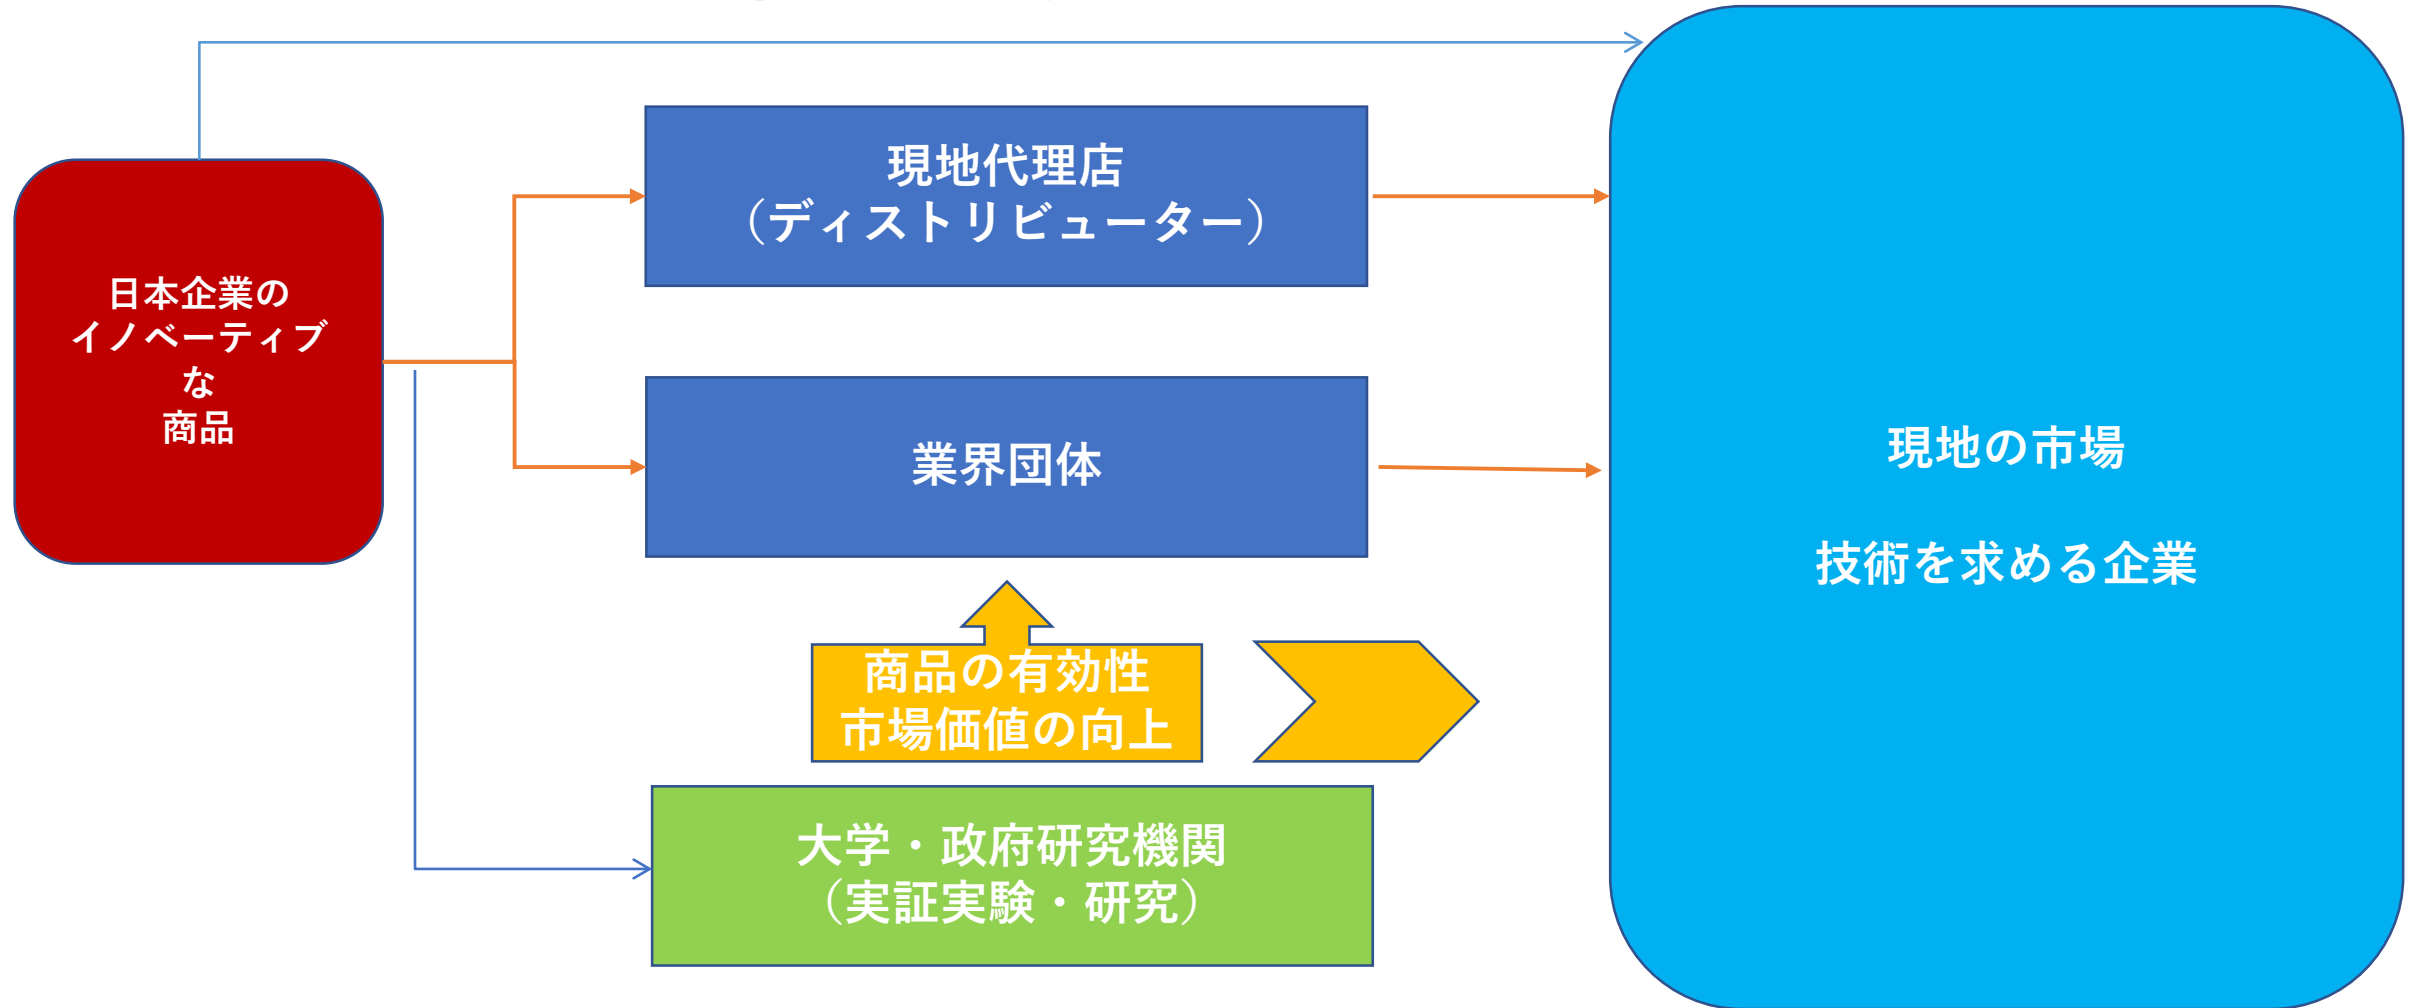 日本企業の
イノベーティブ
な
商品
現地代理店
（ディストリビューター）
業界団体
商品の有効性
市場価値の向上
大学・政府研究機関
（実証実験・研究）
現地の市場
技術を求める企業